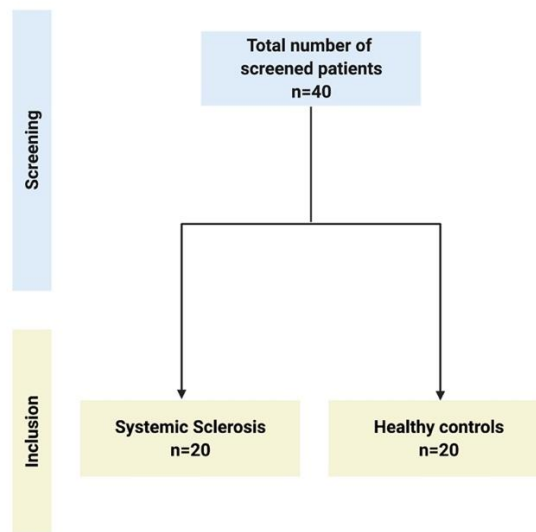 Screening
Total number of
screened patients
n=40
Inclusion
Systemic Sclerosis
n=20
Healthy controls
n=20